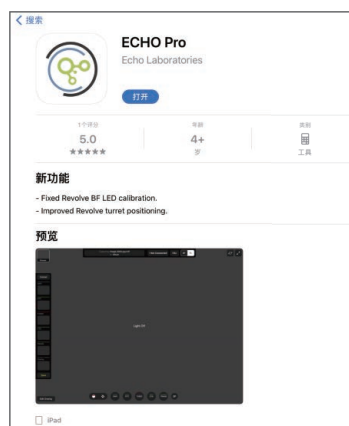 搜索
ECHO Pro
Echo Laboratories
打开
1个评分
5.0
★★★★★
年龄
4+
岁
类别
工具
新功能
- Fixed Revolve BF LED calibration.
- Improved Revolve turret positioning.
预览
iPad